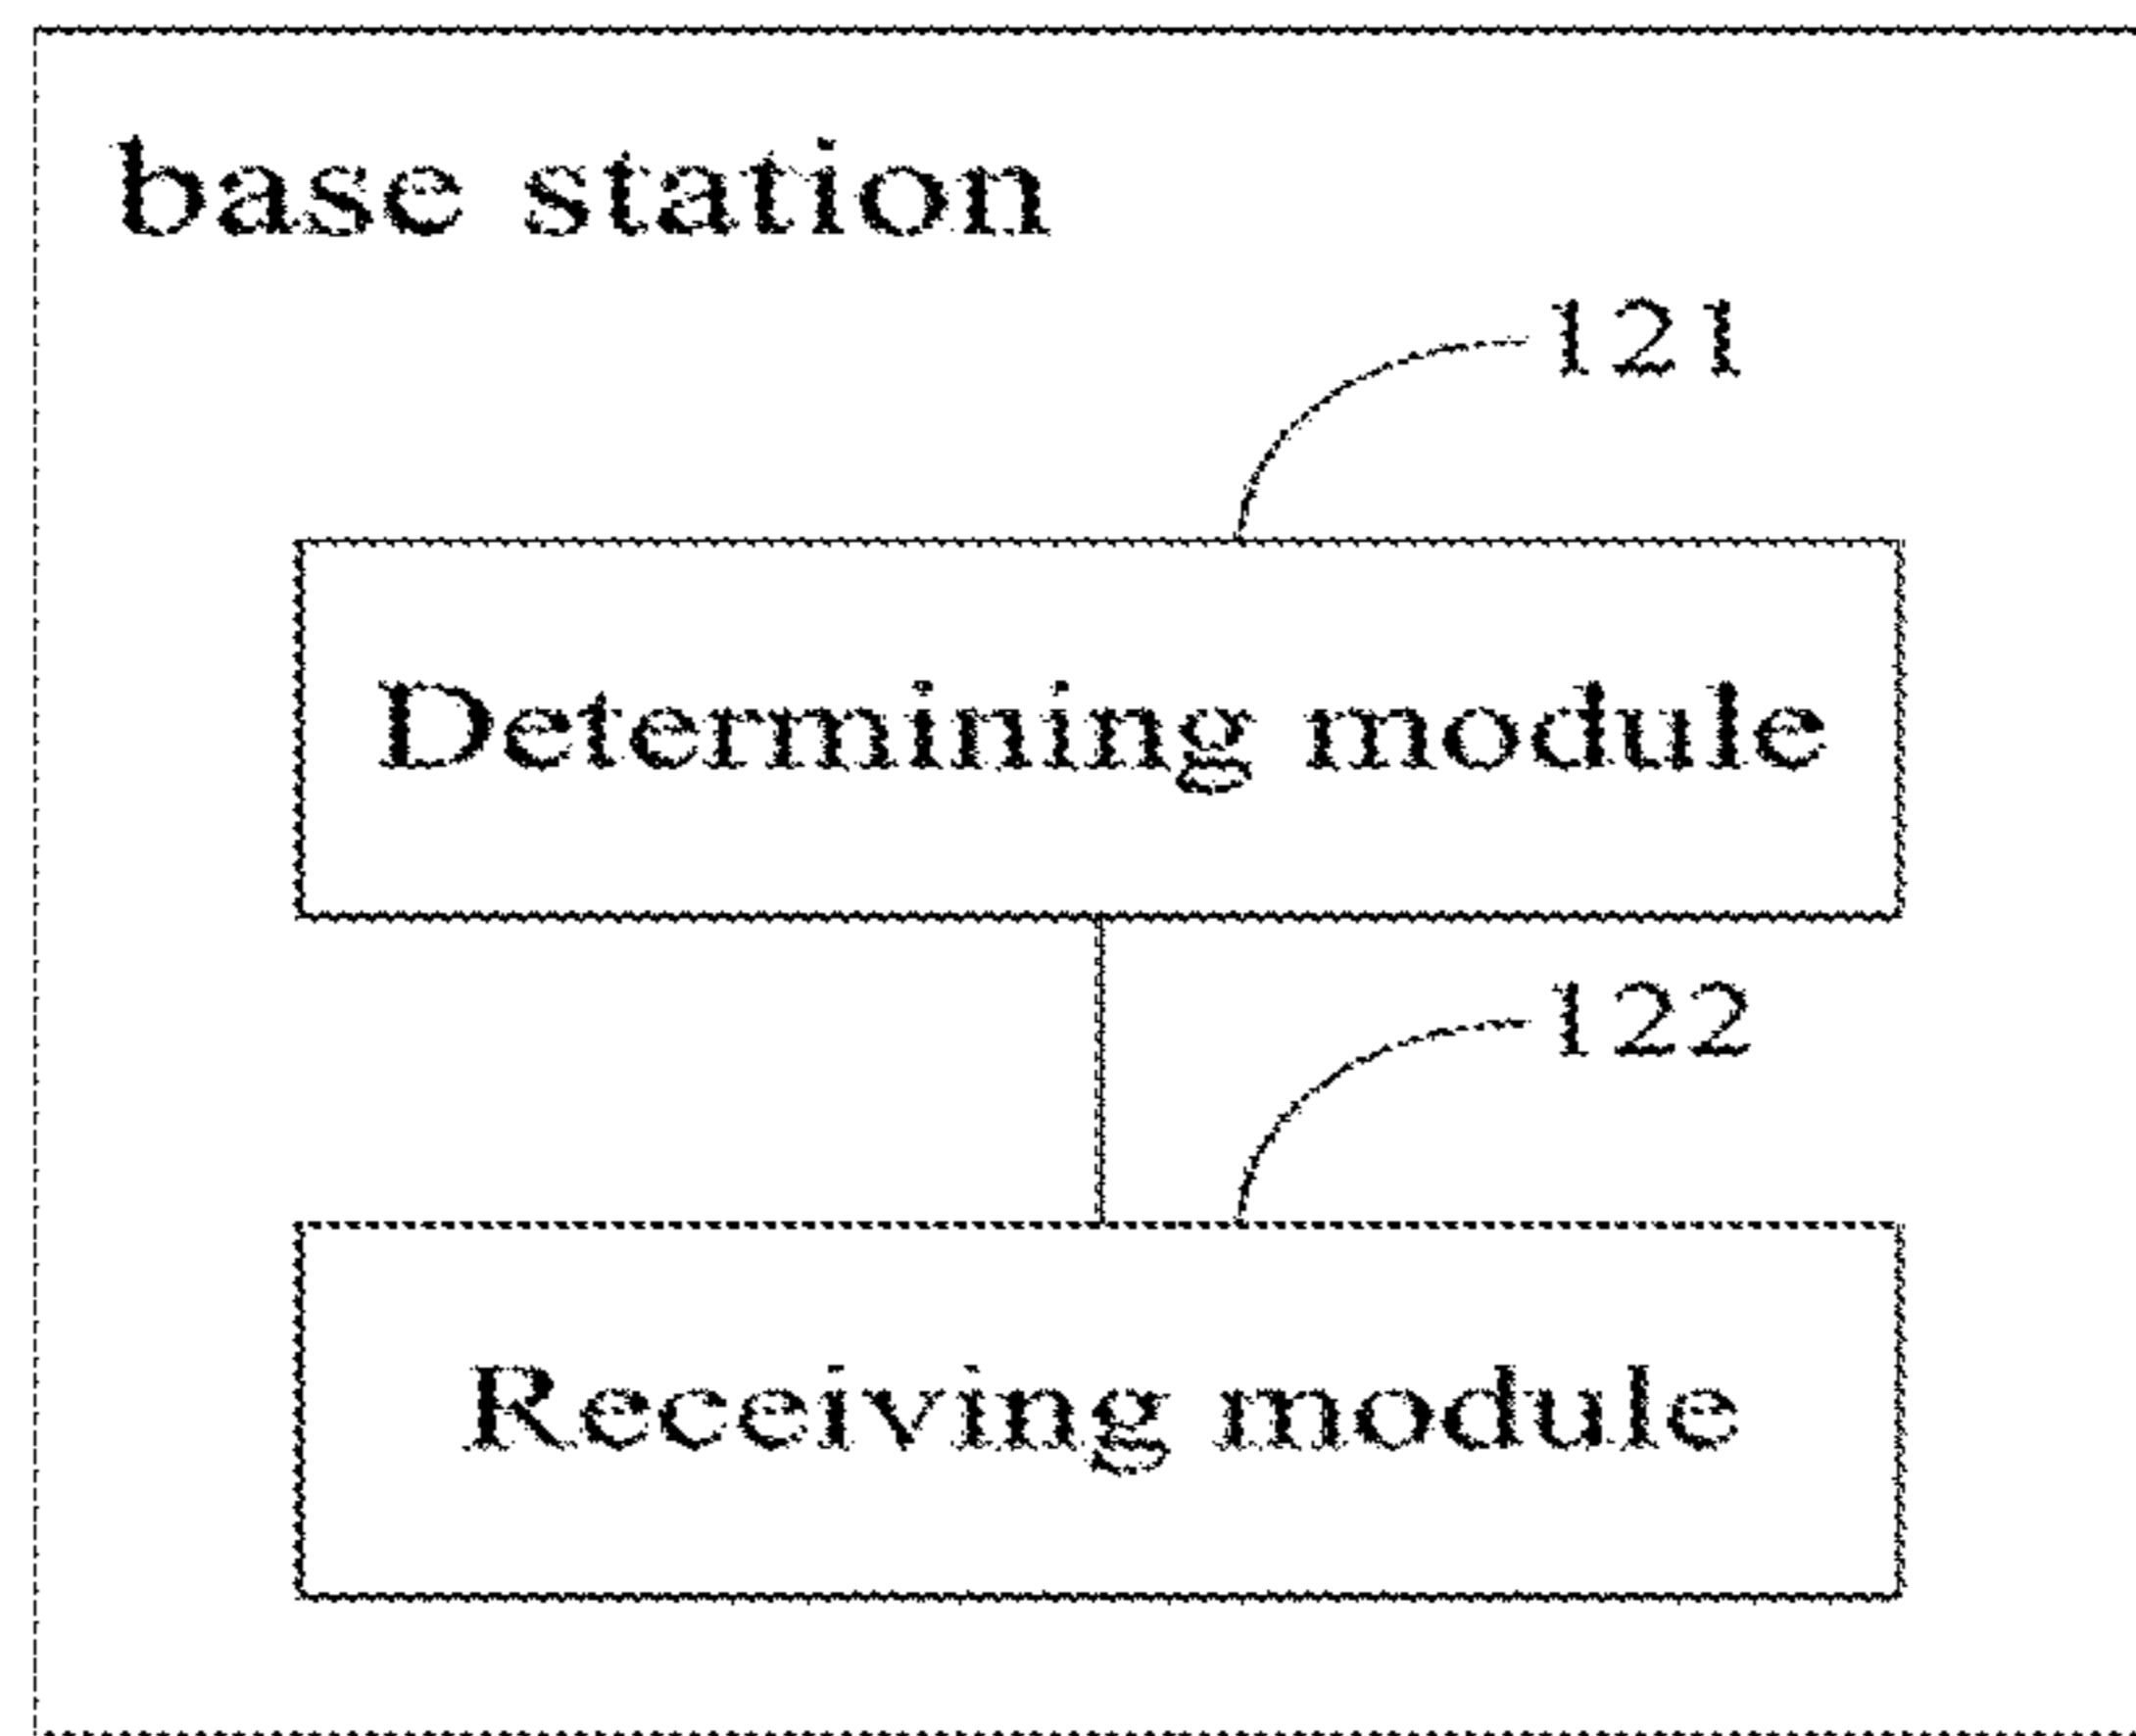 base station
121
Determining module
122
Receiving module